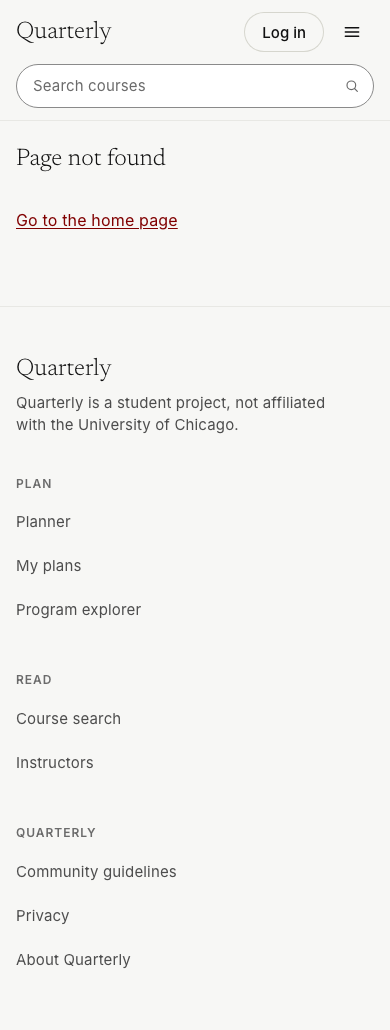 Quarterly
Log in
Search courses
Page not found
Go to the home page
Quarterly
Quarterly is a student project, not affiliated
with the University of Chicago.
PLAN
Planner
My plans
Program explorer
READ
Course search
Instructors
QUARTERLY
Community guidelines
Privacy
About Quarterly